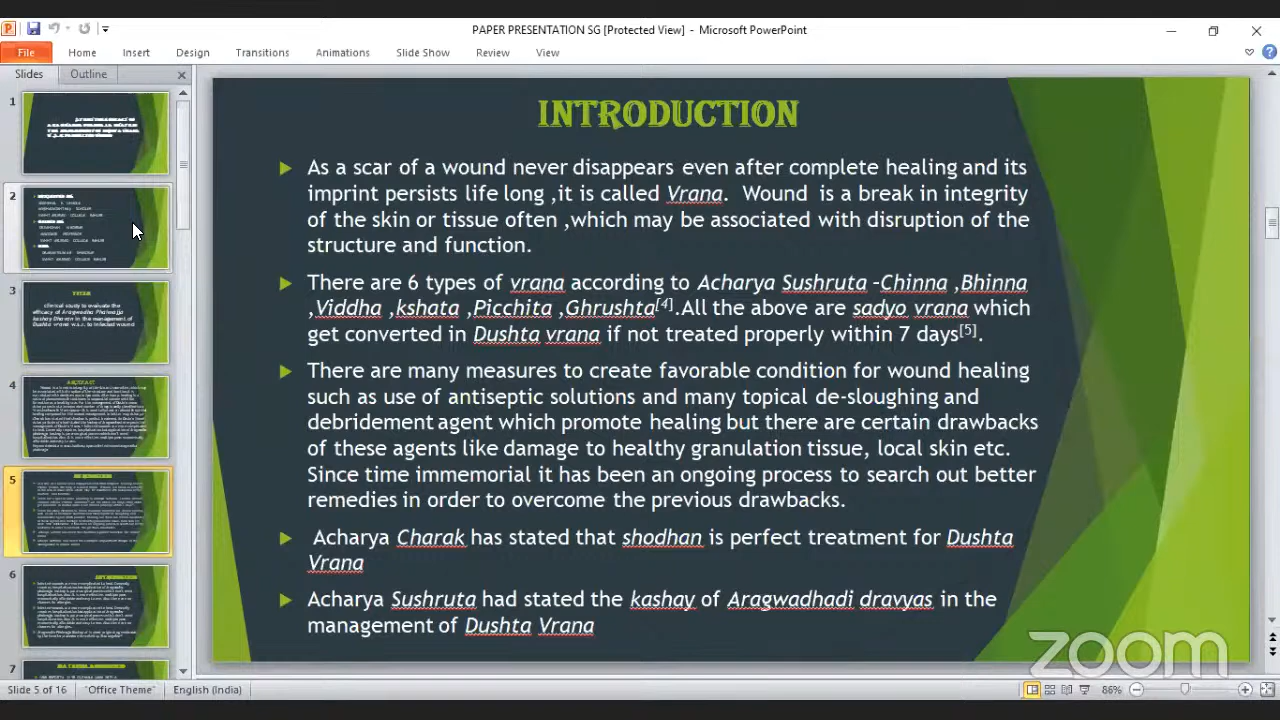 PAPER PRESENTATION SG [Protected View] - Microsoft PowerPoint
File Home Insert Design Transitions Animations Slide Show Review View
Slides Outline
1
2
3
4
5
6
7
INTRODUCTION
As a scar of a wound never disappears even after complete healing and its
imprint persists life long ,it is called Vrana. Wound is a break in integrity
of the skin or tissue often ,which may be associated with disruption of the
structure and function.
There are 6 types of vrana according to Acharya Sushruta -Chinna ,Bhinna
,Viddha ,kshata ,Picchita ,Ghrushta[4].All the above are sadyo vrana which
get converted in Dushta vrana if not treated properly within 7 days[5].
There are many measures to create favorable condition for wound healing
such as use of antiseptic solutions and many topical de-sloughing and
debridement agents which promote healing but there are certain drawbacks
of these agents like damage to healthy granulation tissue, local skin etc.
Since time immemorial it has been an ongoing process to search out better
remedies in order to overcome the previous drawbacks.
Acharya Charak has stated that shodhan is perfect treatment for Dushta
Vrana
Acharya Sushruta had stated the kashay of Aragwadhadi dravyas in the
management of Dushta Vrana
zoom
Slide 5 of 16 "Office Theme" English (India) 86%